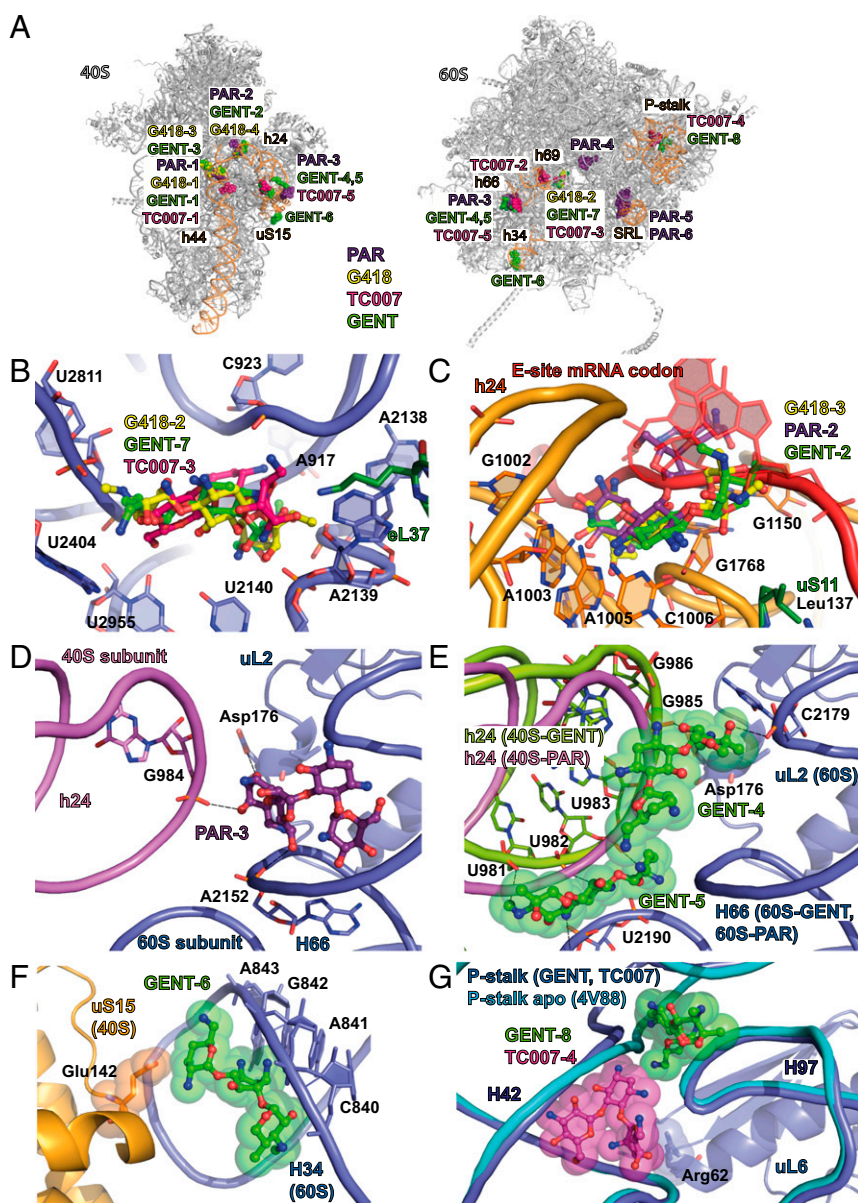 A
40S
PAR-2
GENT-2
G418-4
h24
G418-3
GENT-3
PAR-1
G418-1
GENT-1
TC007-1
h44
PAR-3
GENT-4,5
TC007-5
GENT-6
uS15
PAR
G418
TC007
GENT
60S
P-stalk
TC007-4
GENT-8
PAR-4
h69
TC007-2
h66
PAR-3
GENT-4,5
TC007-5
G418-2
GENT-7
TC007-3
h34
GENT-6
SRL
PAR-5
PAR-6
B
U2811
C923
G418-2
GENT-7
TC007-3
A2138
A917
eL37
U2404
U2955
U2140
A2139
C
E-site mRNA codon
h24
G418-3
PAR-2
GENT-2
G1002
G1150
G1768
uS11
Leu137
A1003
A1005
C1006
D
40S subunit
uL2
Asp176
G984
h24
PAR-3
A2152
60S subunit
H66
E
G986
G985
C2179
h24 (40S-GENT)
h24 (40S-PAR)
uL2 (60S)
Asp176
GENT-4
U983
U982
U981
GENT-5
H66 (60S-GENT,
60S-PAR)
U2190
F
GENT-6
A843
G842
uS15
(40S)
A841
Glu142
C840
H34
(60S)
G
P-stalk (GENT, TC007)
P-stalk apo (4V88)
GENT-8
TC007-4
H42
H97
Arg62
uL6